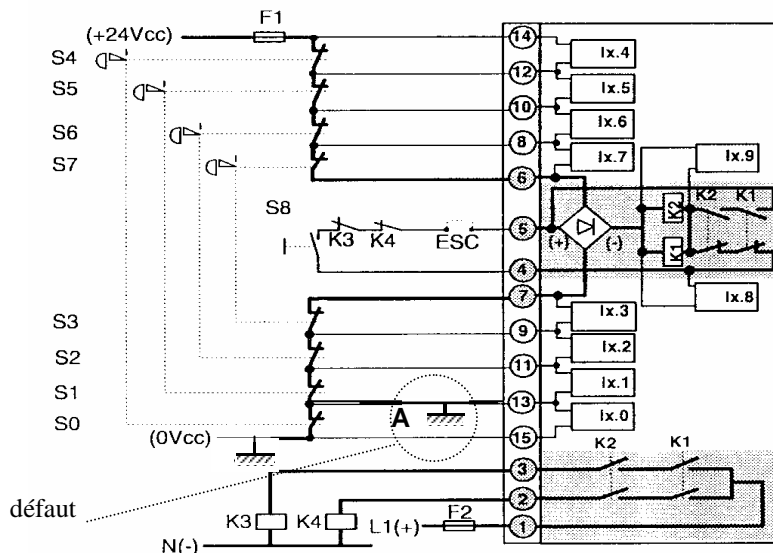 F1
(+24Vcc)
14
Ix.4
S4
12
Ix.5
S5
10
Ix.6
S6
8
Ix.7
S7
6
Ix.9
S8
K2
K1
K3
K4
ESC
5
(+)
(-)
K2
K1
4
7
Ix.8
S3
9
Ix.3
S2
11
Ix.2
S1
13
Ix.1
A
S0
Ix.0
(0Vcc)
15
K2
K1
3
défaut
2
K3
K4
L1(+)
F2
1
N(-)